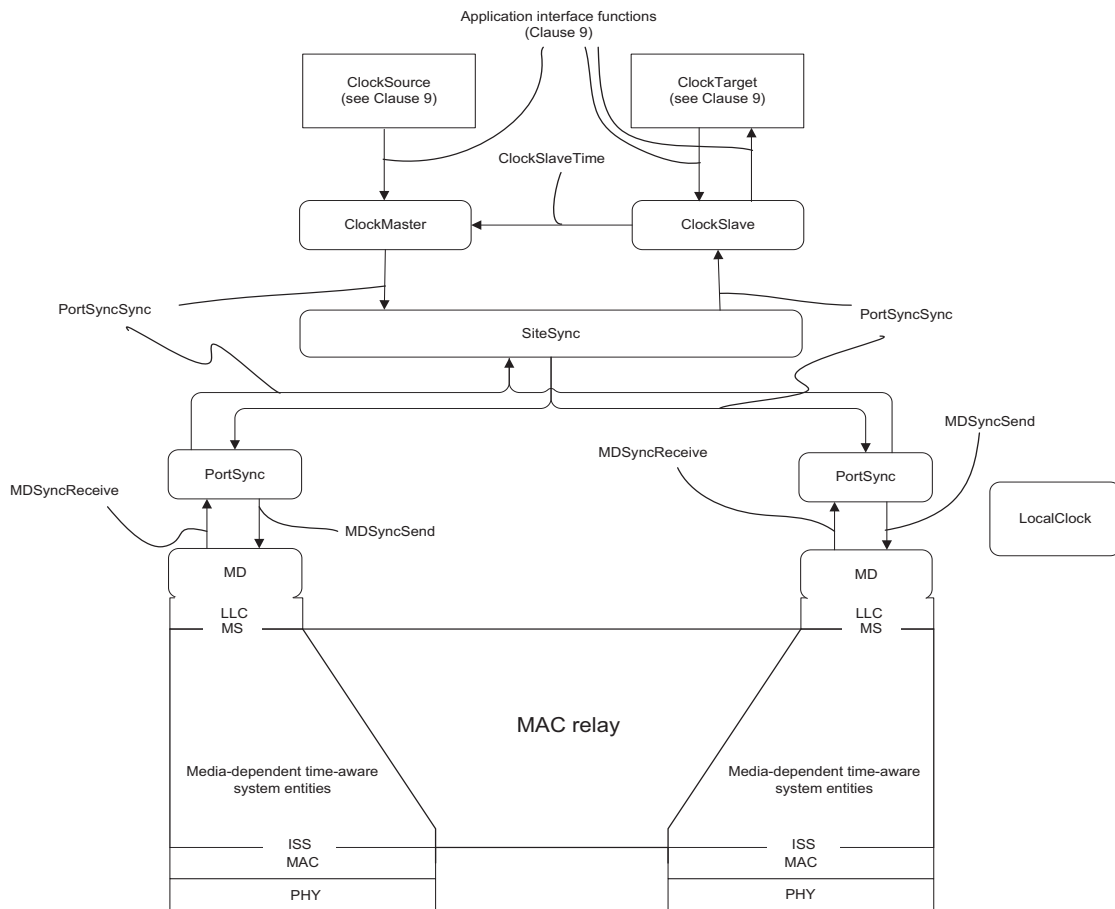 Application interface functions
(Clause 9)
ClockSource
(see Clause 9)
ClockTarget
(see Clause 9)
ClockSlaveTime
ClockMaster
ClockSlave
PortSyncSync
PortSyncSync
SiteSync
MDSyncSend
MDSyncReceive
PortSync
PortSync
MDSyncReceive
MDSyncSend
LocalClock
MD
MD
LLC
MS
LLC
MS
MAC relay
Media-dependent time-aware
system entities
Media-dependent time-aware
system entities
ISS
MAC
ISS
MAC
PHY
PHY